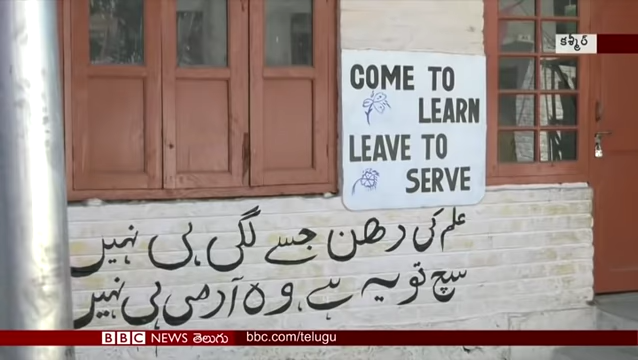 కశ్మీర్
COME TO
LEARN
LEAVE TO
SERVE
علم کی دھن جسے لگی ہی نہیں
سچ تو یہ ہے وہ آدمی ہی نہیں
BBC NEWS తెలుగు bbc.com/telugu